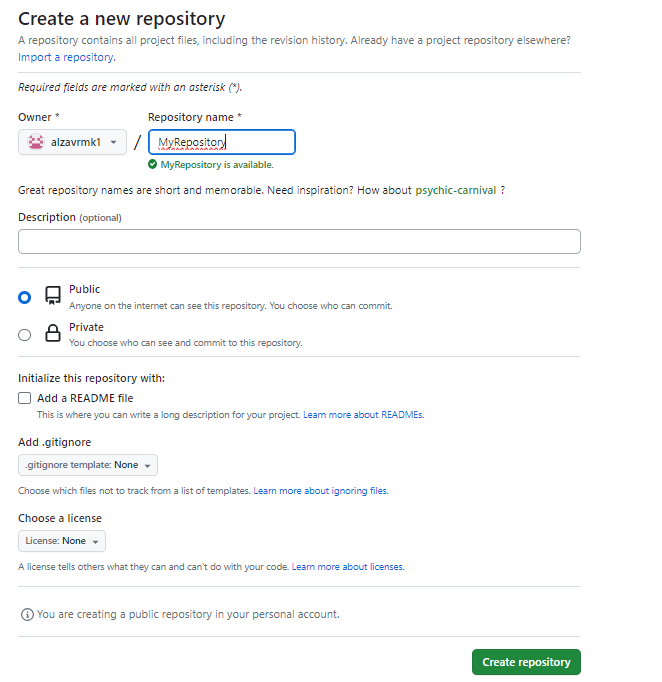 Create a new repository
A repository contains all project files, including the revision history. Already have a project repository elsewhere?
Import a repository.
Required fields are marked with an asterisk (*).
Owner * Repository name *
alzavrmk1 / MyRepository
MyRepository is available.
Great repository names are short and memorable. Need inspiration? How about psychic-carnival ?
Description (optional)
Public
Anyone on the internet can see this repository. You choose who can commit.
Private
You choose who can see and commit to this repository.
Initialize this repository with:
Add a README file
This is where you can write a long description for your project. Learn more about READMEs.
Add .gitignore
.gitignore template: None
Choose which files not to track from a list of templates. Learn more about ignoring files.
Choose a license
License: None
A license tells others what they can and can't do with your code. Learn more about licenses.
You are creating a public repository in your personal account.
Create repository